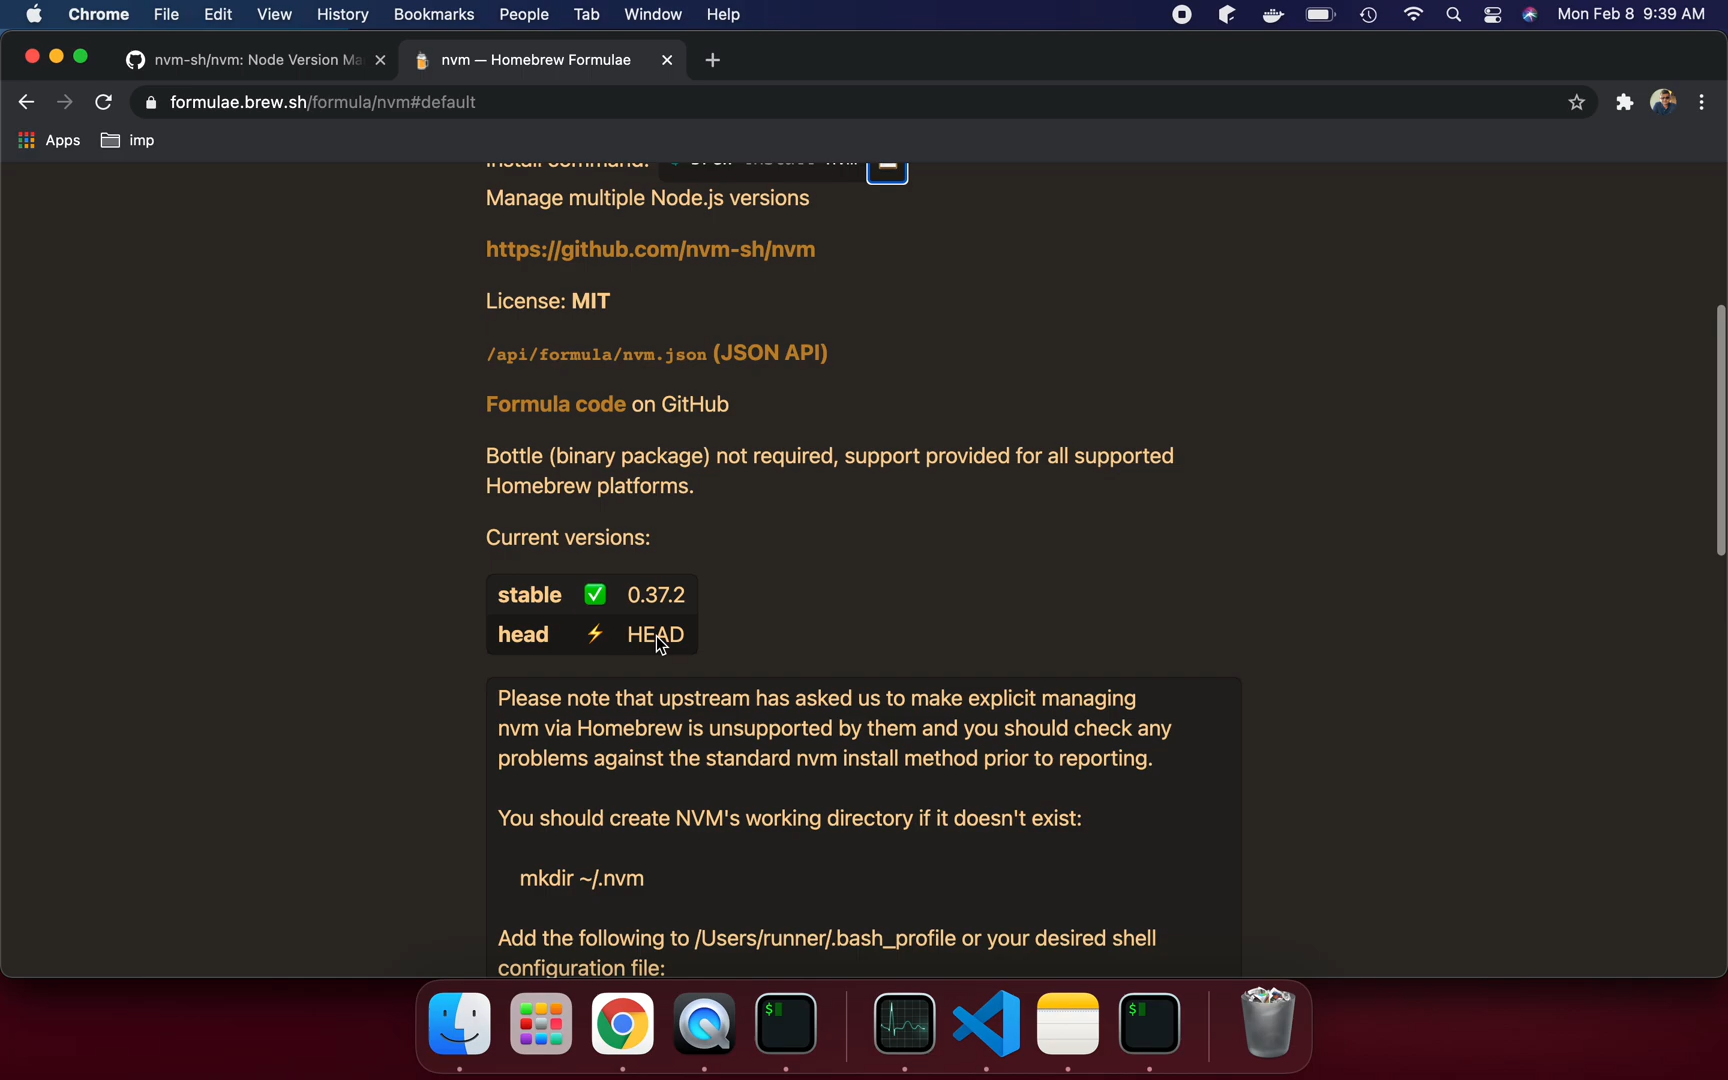 Chrome File Edit View History Bookmarks People Tab Window Help Mon Feb 8 9:39 AM
nvm-sh/nvm: Node Version Ma nvm — Homebrew Formulae
formulae.brew.sh/formula/nvm#default
Apps imp
Install command:
Manage multiple Node.js versions
https://github.com/nvm-sh/nvm
License: MIT
/api/formula/nvm.json (JSON API)
Formula code on GitHub
Bottle (binary package) not required, support provided for all supported
Homebrew platforms.
Current versions:
stable ✅ 0.37.2
head ⚡ HEAD
Please note that upstream has asked us to make explicit managing
nvm via Homebrew is unsupported by them and you should check any
problems against the standard nvm install method prior to reporting.
You should create NVM's working directory if it doesn't exist:
mkdir ~/.nvm
Add the following to /Users/runner/.bash_profile or your desired shell
configuration file:
$
$